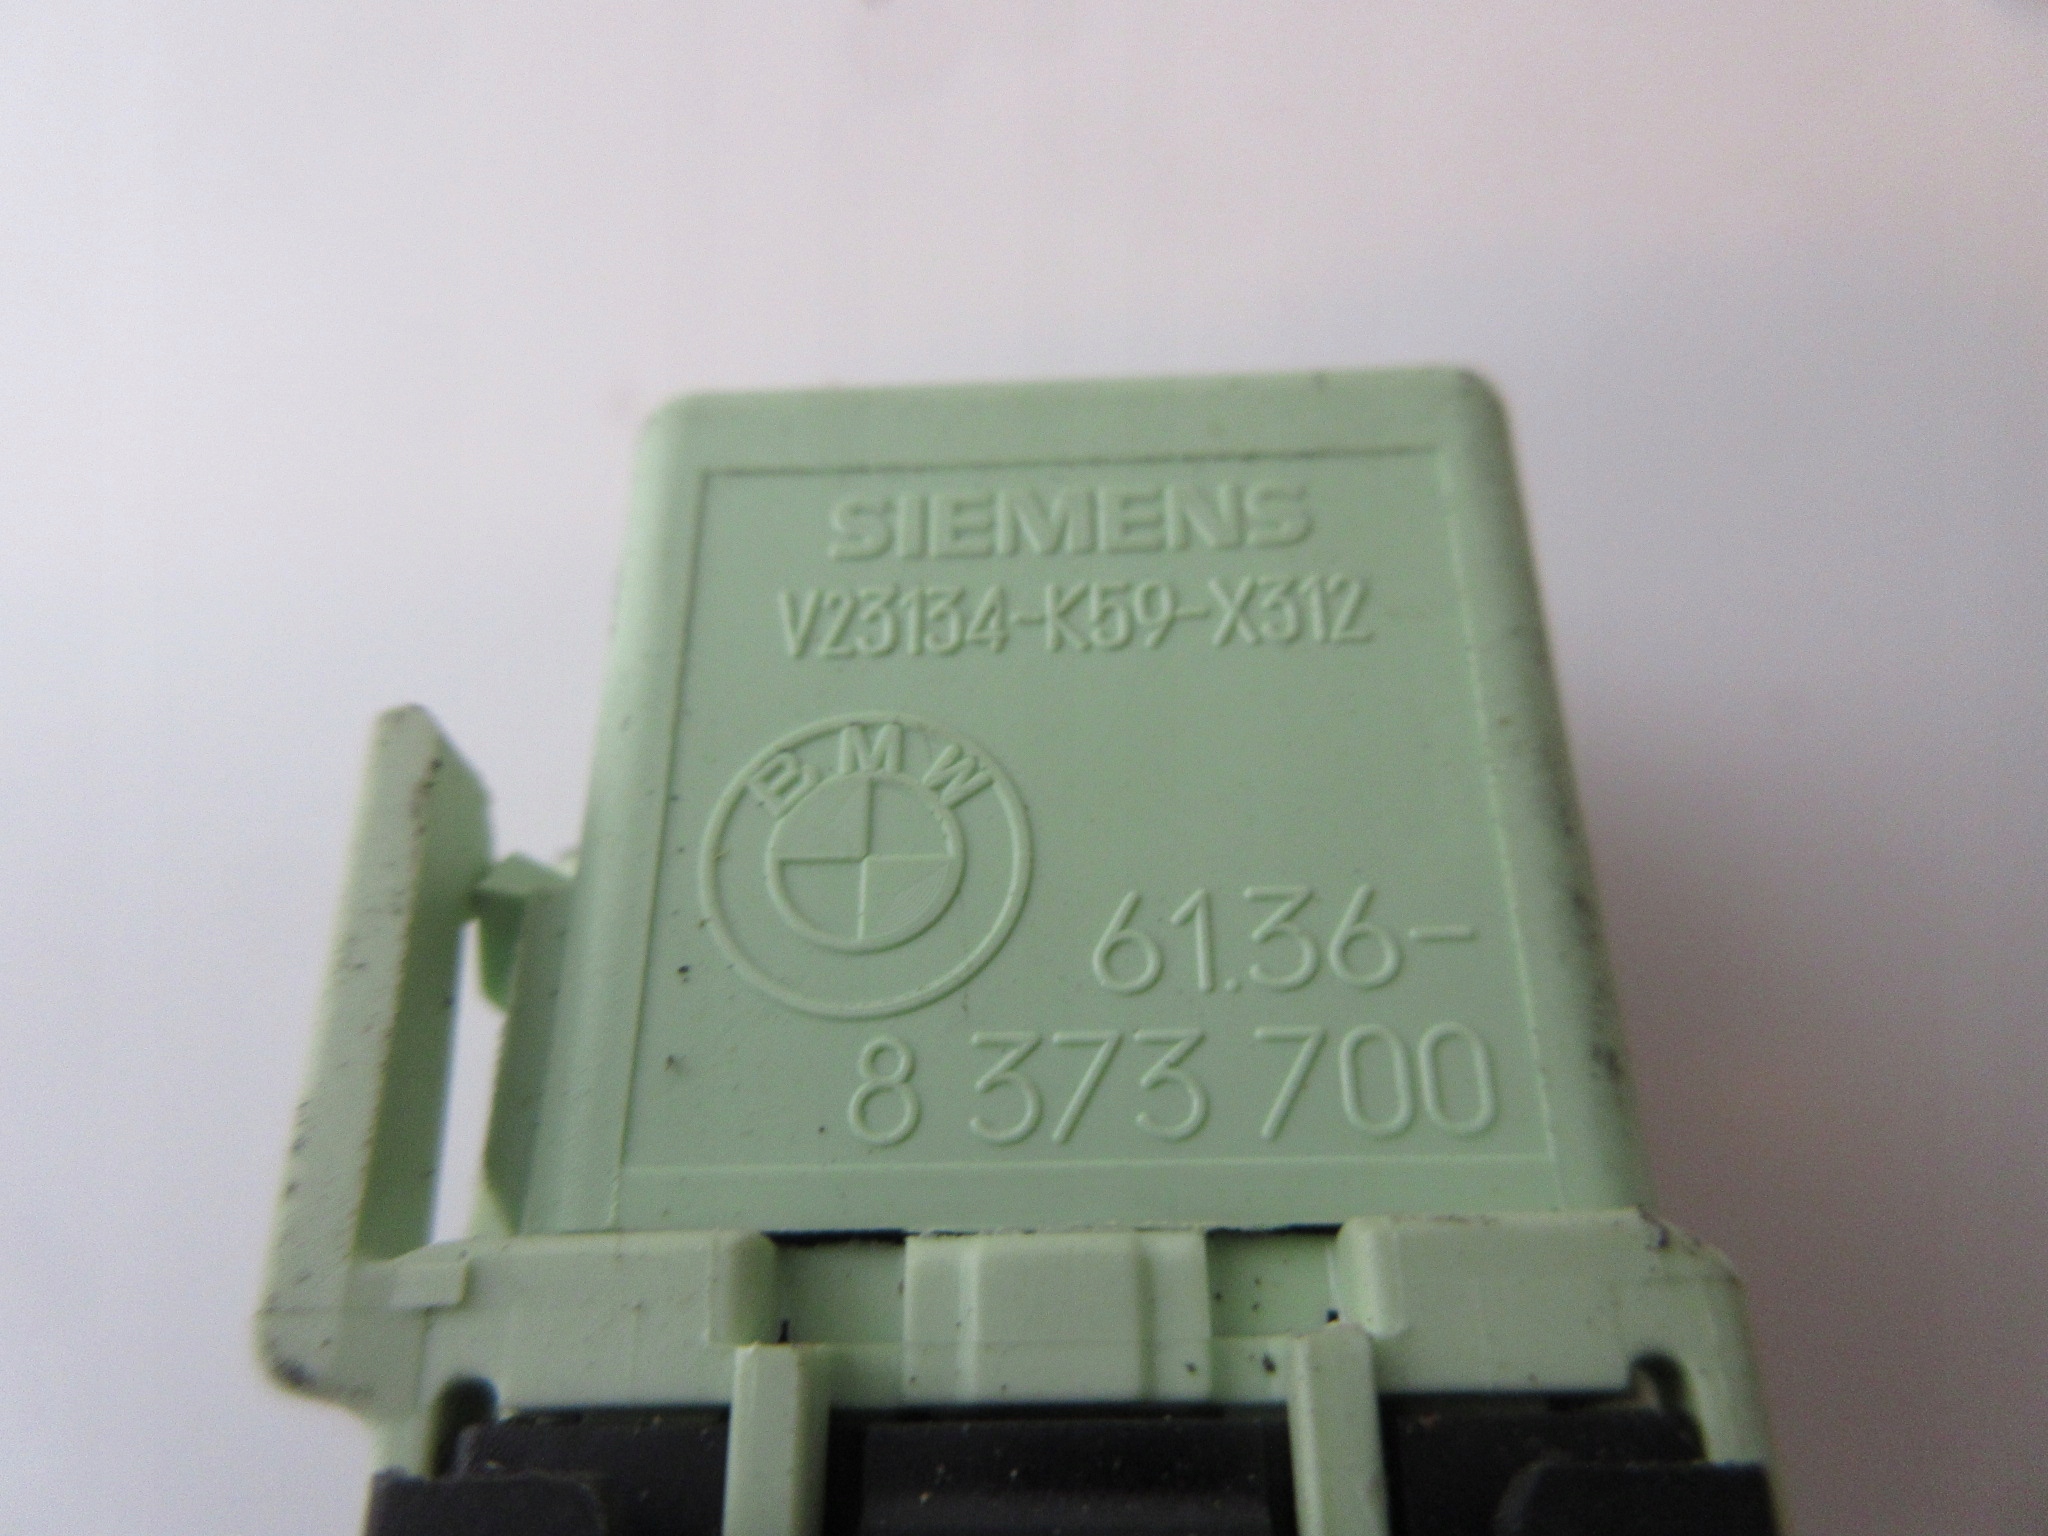 SIEMENS
V23134-K59-X312
BMW
61.36-
8 373 700